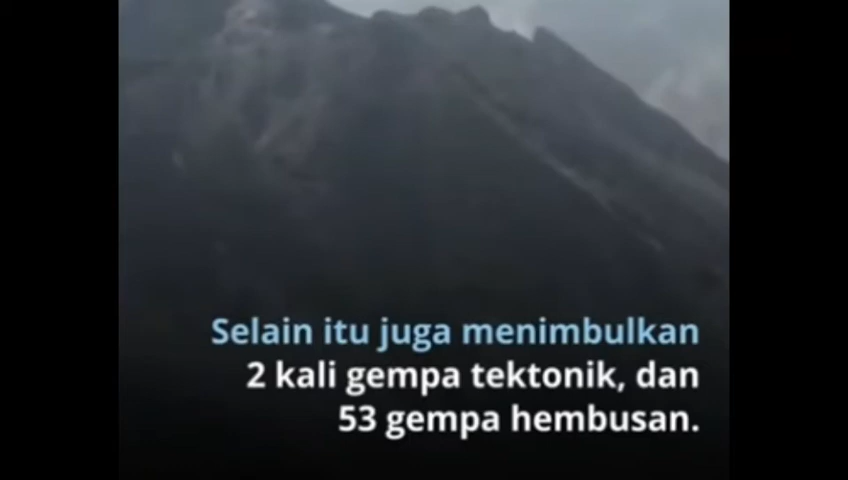 Selain itu juga menimbulkan
2 kali gempa tektonik, dan
53 gempa hembusan.